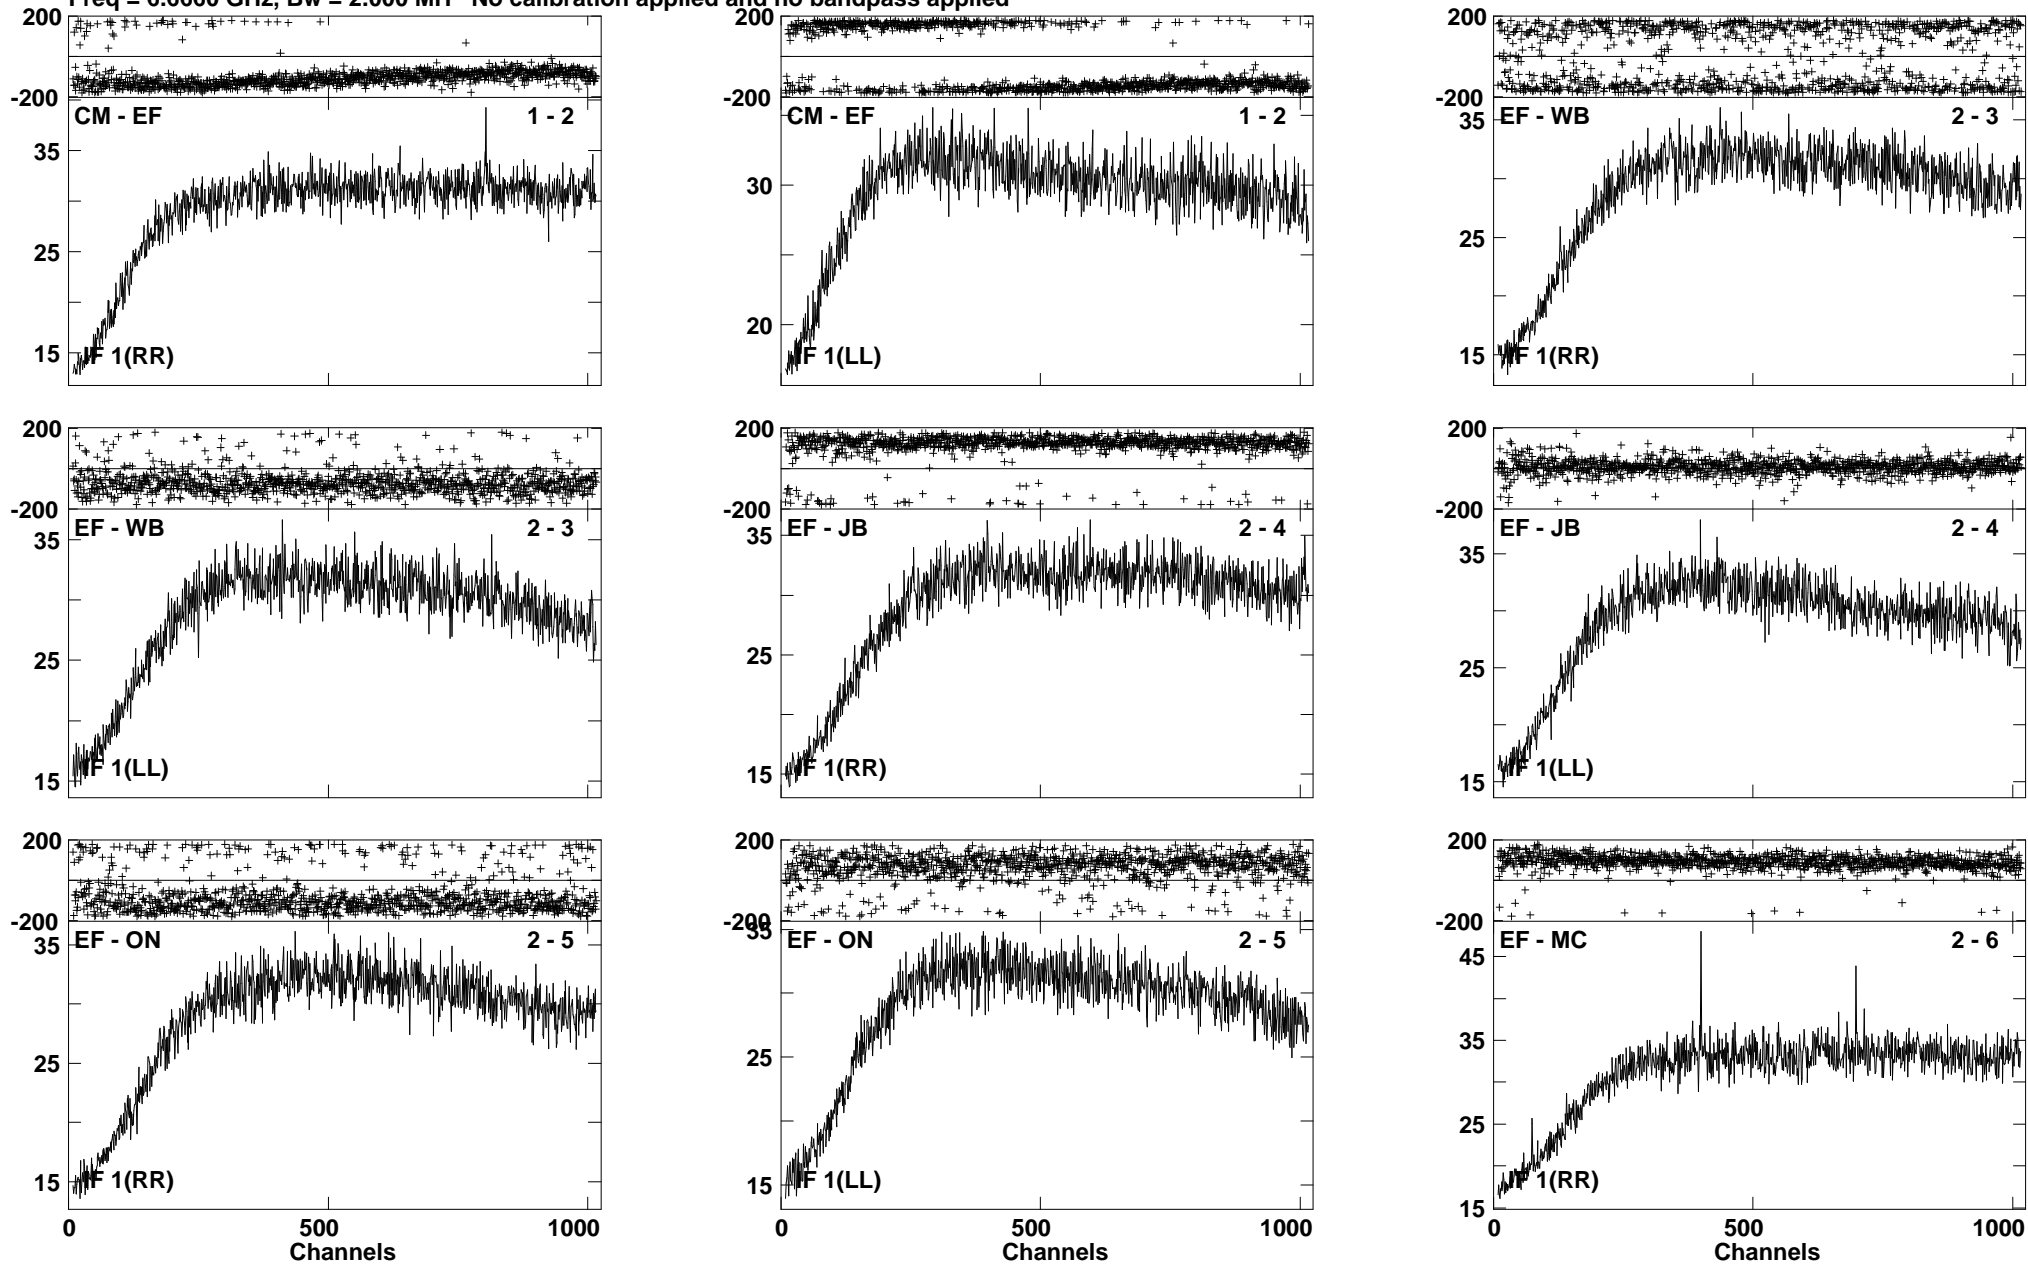 Freq = 6.6660 GHz, Bw = 2.000 MH No calibration applied and no bandpass applied
200
-200
CM - EF 1 - 2
35
25
15
IF 1(RR)
200
-200
CM - EF 1 - 2
30
20
IF 1(LL)
200
-200
EF - WB 2 - 3
35
25
15
IF 1(RR)
200
-200
EF - WB 2 - 3
35
25
15
IF 1(LL)
200
-200
EF - JB 2 - 4
35
25
15
IF 1(RR)
200
-200
EF - JB 2 - 4
35
25
15
IF 1(LL)
200
-200
EF - ON 2 - 5
35
25
15
IF 1(RR)
0 500 1000
Channels
200
-200
EF - ON 2 - 5
35
25
15
IF 1(LL)
0 500 1000
Channels
200
-200
EF - MC 2 - 6
45
35
25
15
IF 1(RR)
0 500 1000
Channels